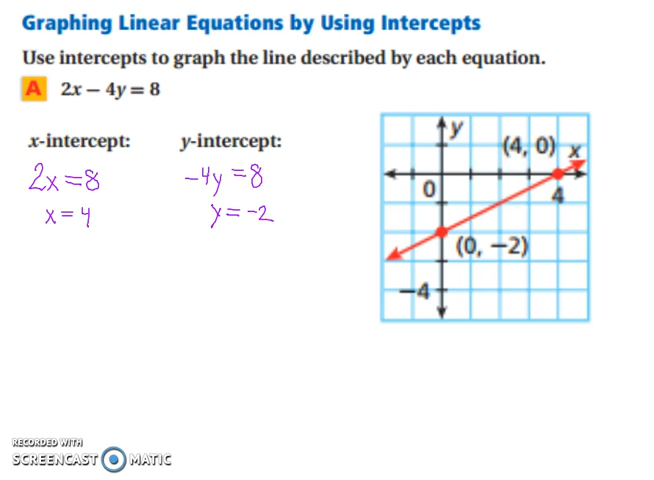 Graphing Linear Equations by Using Intercepts
Use intercepts to graph the line described by each equation.
A 2x – 4y = 8
x-intercept: y-intercept:
2x = 8 -4y = 8
x = 4 y = -2
y
(4, 0) x
0 4
(0, −2)
−4
RECORDED WITH
SCREENCAST MATIC